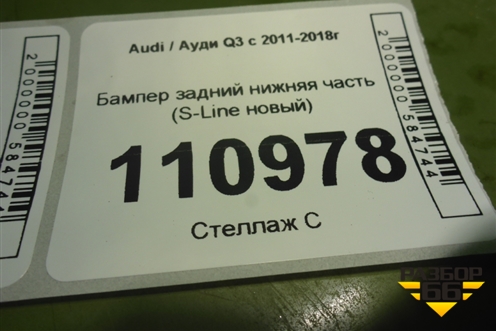 Audi / Ауди Q3 с 2011-2018г
Бампер задний нижняя часть
(S-Line новый)
110978
Стеллаж С
2000000584744
2000000584744
РАЗБОР
66